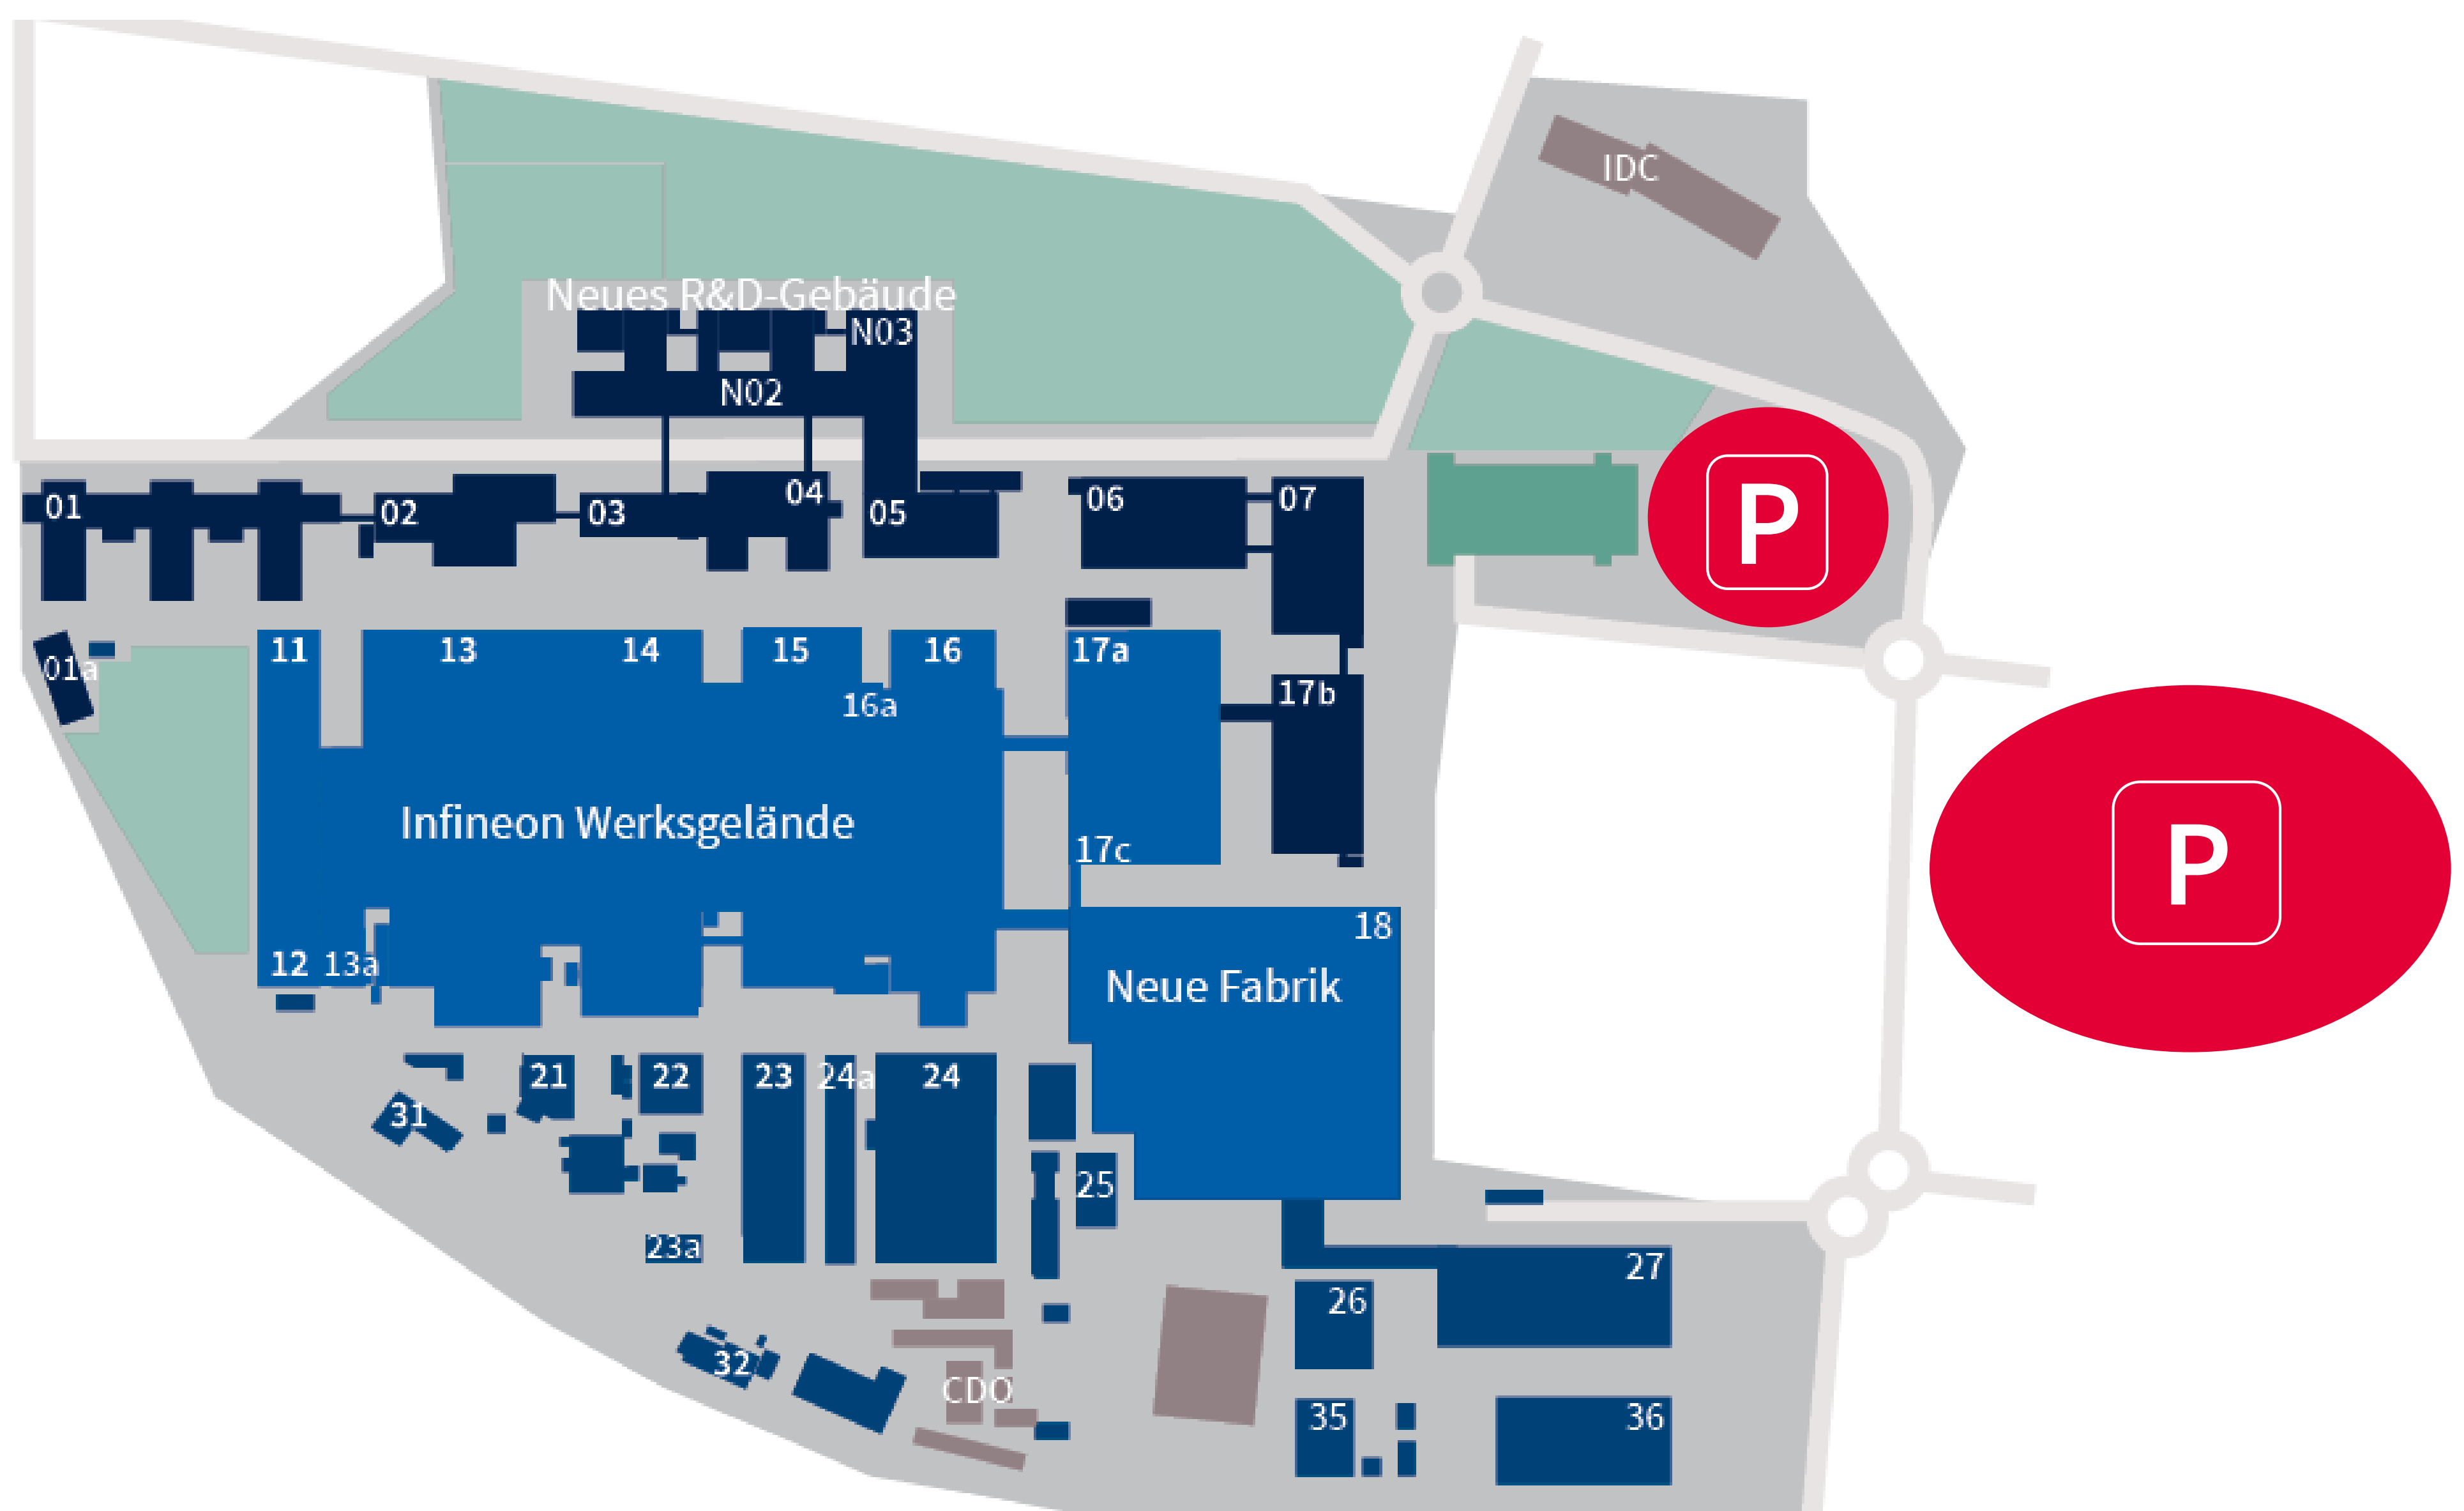 IDC
Neues R&D-Gebäude
N03
N02
01
02
03
04
05
06
07
P
01a
11
13
14
15
16
16a
17a
17b
Infineon Werksgelände
17c
P
12
13a
18
Neue Fabrik
21
22
23
24a
24
31
25
23a
27
26
32
CDO
35
36